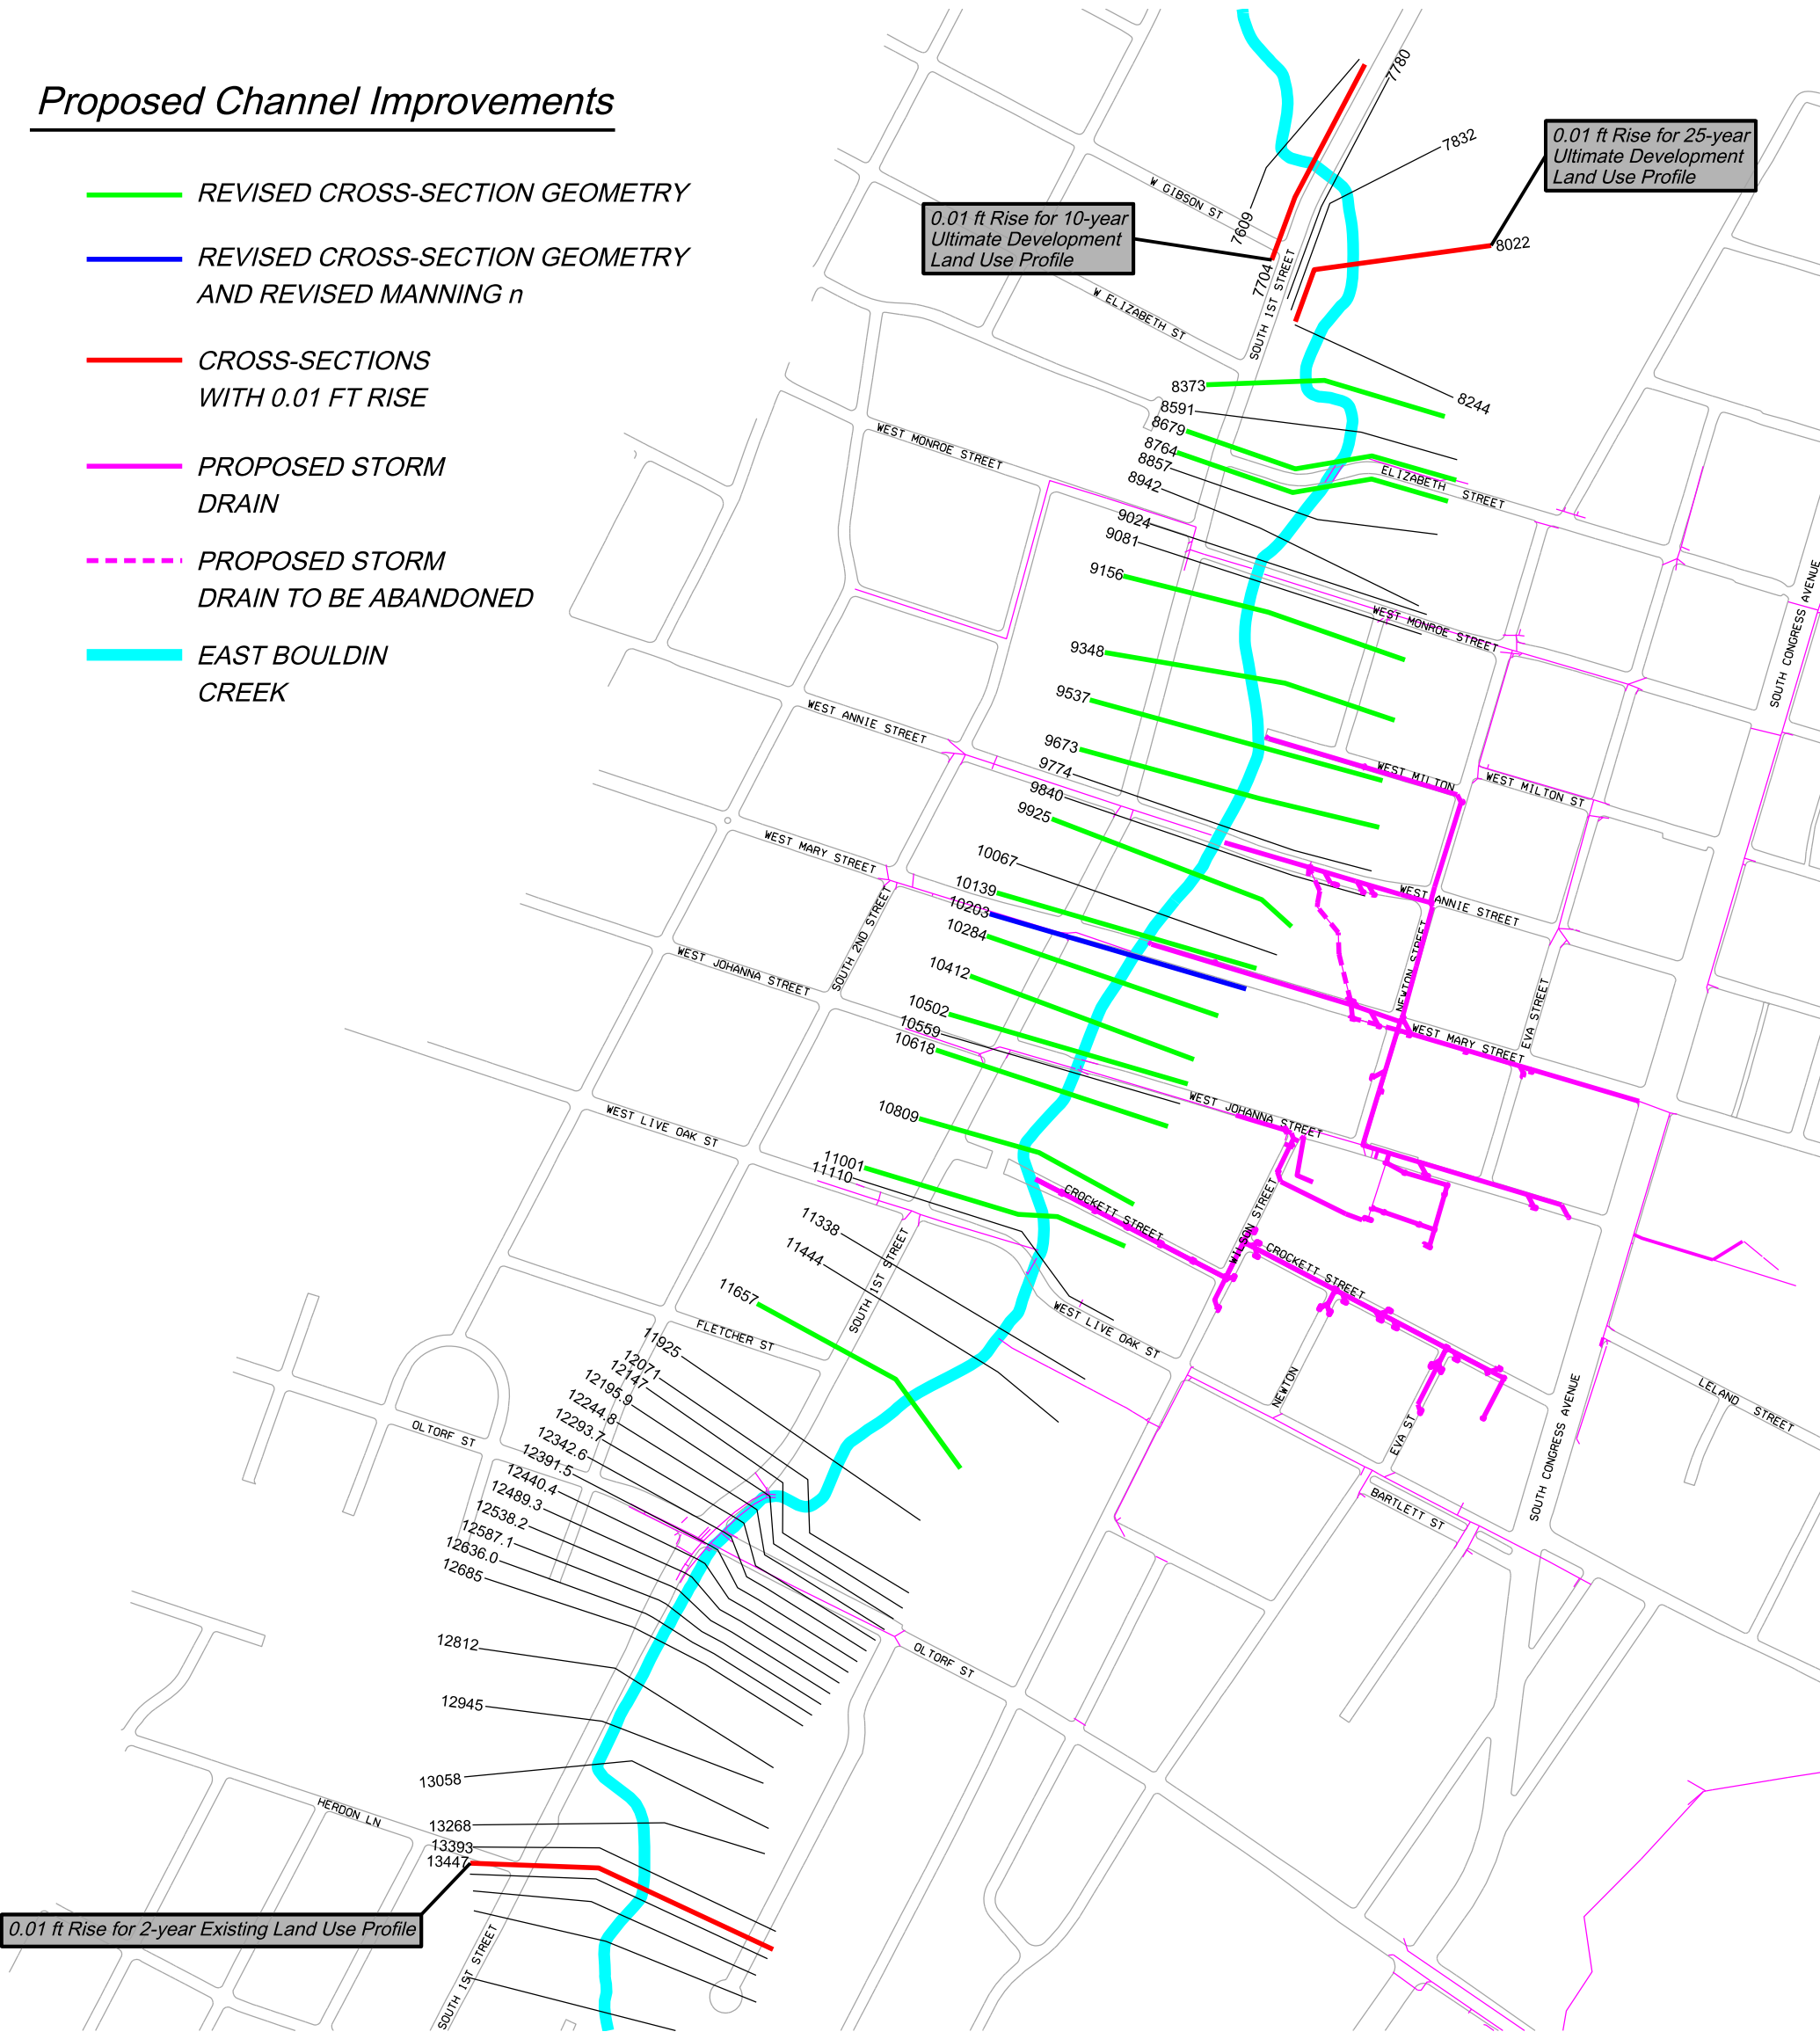 Proposed Channel Improvements
REVISED CROSS-SECTION GEOMETRY
REVISED CROSS-SECTION GEOMETRY
AND REVISED MANNING n
CROSS-SECTIONS
WITH 0.01 FT RISE
PROPOSED STORM
DRAIN
PROPOSED STORM
DRAIN TO BE ABANDONED
EAST BOULDIN
CREEK
7780
7832
0.01 ft Rise for 25-year
Ultimate Development
Land Use Profile
W GIBSON ST
7609
0.01 ft Rise for 10-year
Ultimate Development
Land Use Profile
8022
7704
SOUTH 1ST STREET
W ELIZABETH ST
8373
8244
8591
8679
8764
8857
8942
WEST MONROE STREET
ELIZABETH STREET
9024
9081
9156
WEST MONROE STREET
SOUTH CONGRESS AVENUE
9348
9537
WEST ANNIE STREET
9673
9774
WEST MILTON
WEST MILTON ST
9840
9925
WEST MARY STREET
10067
10139
WEST ANNIE STREET
10203
10284
SOUTH 2ND STREET
NEWTON STREET
WEST JOHANNA STREET
10412
10502
EVA STREET
10559
10618
WEST MARY STREET
WEST LIVE OAK ST
10809
WEST JOHANNA STREET
11001
11110
CROCKETT STREET
WILSON STREET
11338
11444
SOUTH 1ST STREET
CROCKETT STREET
11657
WEST LIVE OAK ST
FLETCHER ST
11925
12071
12147
12195.9
12244.8
12293.7
12342.6
12391.5
12440.4
12489.3
12538.2
12587.1
12636.0
12685
NEWTON
LELAND STREET
OLTORF ST
EVA ST
SOUTH CONGRESS AVENUE
BARTLETT ST
12812
OLTORF ST
12945
13058
HERDON LN
13268
13393
13447
0.01 ft Rise for 2-year Existing Land Use Profile
SOUTH 1ST STREET